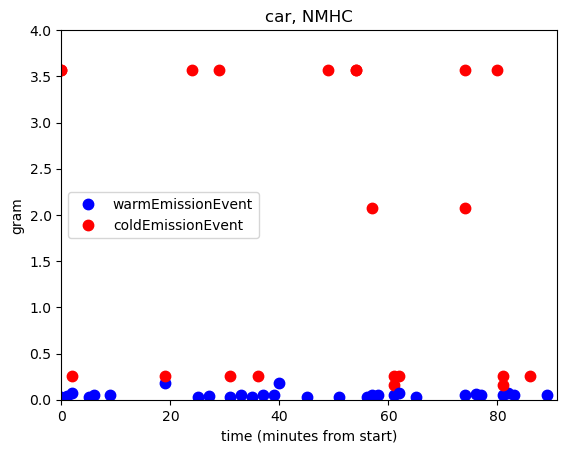 car, NMHC
4.0
3.5
3.0
2.5
2.0
1.5
1.0
0.5
0.0
gram
warmEmissionEvent
coldEmissionEvent
0 20 40 60 80
time (minutes from start)